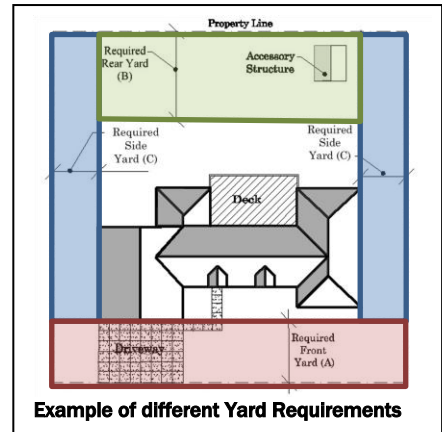 Property Line
Required
Rear Yard
(B)
Accessory
Structure
Required
Side
Yard (C)
Required
Side
Yard (C)
Deck
Driveway
Required
Front
Yard (A)
Example of different Yard Requirements